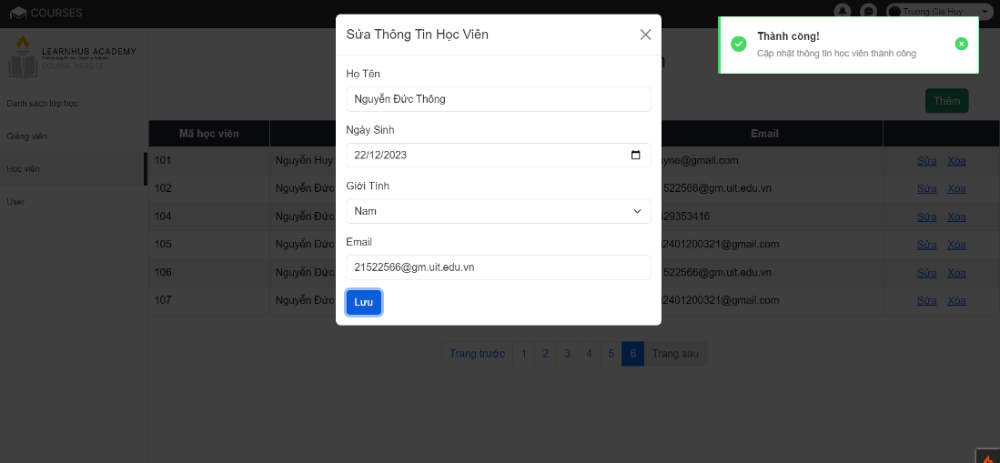 COURSES
Truong Gia Huy
LEARNHUB ACADEMY
Connecting Minds, Creating Futures
COURSE WEBSITE
Danh sách lớp học
Giảng viên
Học viên
User
Sửa Thông Tin Học Viên
Họ Tên
Nguyễn Đức Thông
Ngày Sinh
22/12/2023
Giới Tính
Nam
Email
21522566@gm.uit.edu.vn
Lưu
Thành công!
Cập nhật thông tin học viên thành công
Thêm
Mã học viên Email
101 Nguyễn Huy yne@gmail.com Sửa Xóa
102 Nguyễn Đức 522566@gm.uit.edu.vn Sửa Xóa
104 Nguyễn Đức 329353416 Sửa Xóa
105 Nguyễn Đức 2401200321@gmail.com Sửa Xóa
106 Nguyễn Đức 522566@gm.uit.edu.vn Sửa Xóa
107 Nguyễn Đức 2401200321@gmail.com Sửa Xóa
Trang trước 1 2 3 4 5 6 Trang sau